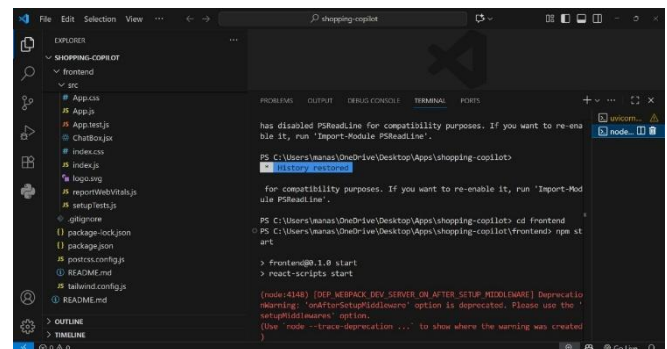 File Edit Selection View ...
shopping-copilot
EXPLORER
SHOPPING-COPILOT
frontend
src
App.css
App.js
App.test.js
ChatBox.jsx
index.css
index.js
logo.svg
reportWebVitals.js
setupTests.js
.gitignore
package-lock.json
package.json
postcss.config.js
README.md
tailwind.config.js
README.md
OUTLINE
TIMELINE
PROBLEMS OUTPUT DEBUG CONSOLE TERMINAL PORTS
has disabled PSReadLine for compatibility purposes. If you want to re-ena
ble it, run 'Import-Module PSReadLine'.
PS C:\Users\manas\OneDrive\Desktop\Apps\shopping-copilot>
* History restored
for compatibility purposes. If you want to re-enable it, run 'Import-Mod
ule PSReadLine'.
PS C:\Users\manas\OneDrive\Desktop\Apps\shopping-copilot> cd frontend
PS C:\Users\manas\OneDrive\Desktop\Apps\shopping-copilot\frontend> npm st
art
> frontend@0.1.0 start
> react-scripts start
(node:4148) [DEP_WEBPACK_DEV_SERVER_ON_AFTER_SETUP_MIDDLEWARE] Deprecatio
nWarning: 'onAfterSetupMiddleware' option is deprecated. Please use the '
setupMiddlewares' option.
(Use `node --trace-deprecation ...` to show where the warning was created
)
uvicorn...
node...
0 0
Go Live